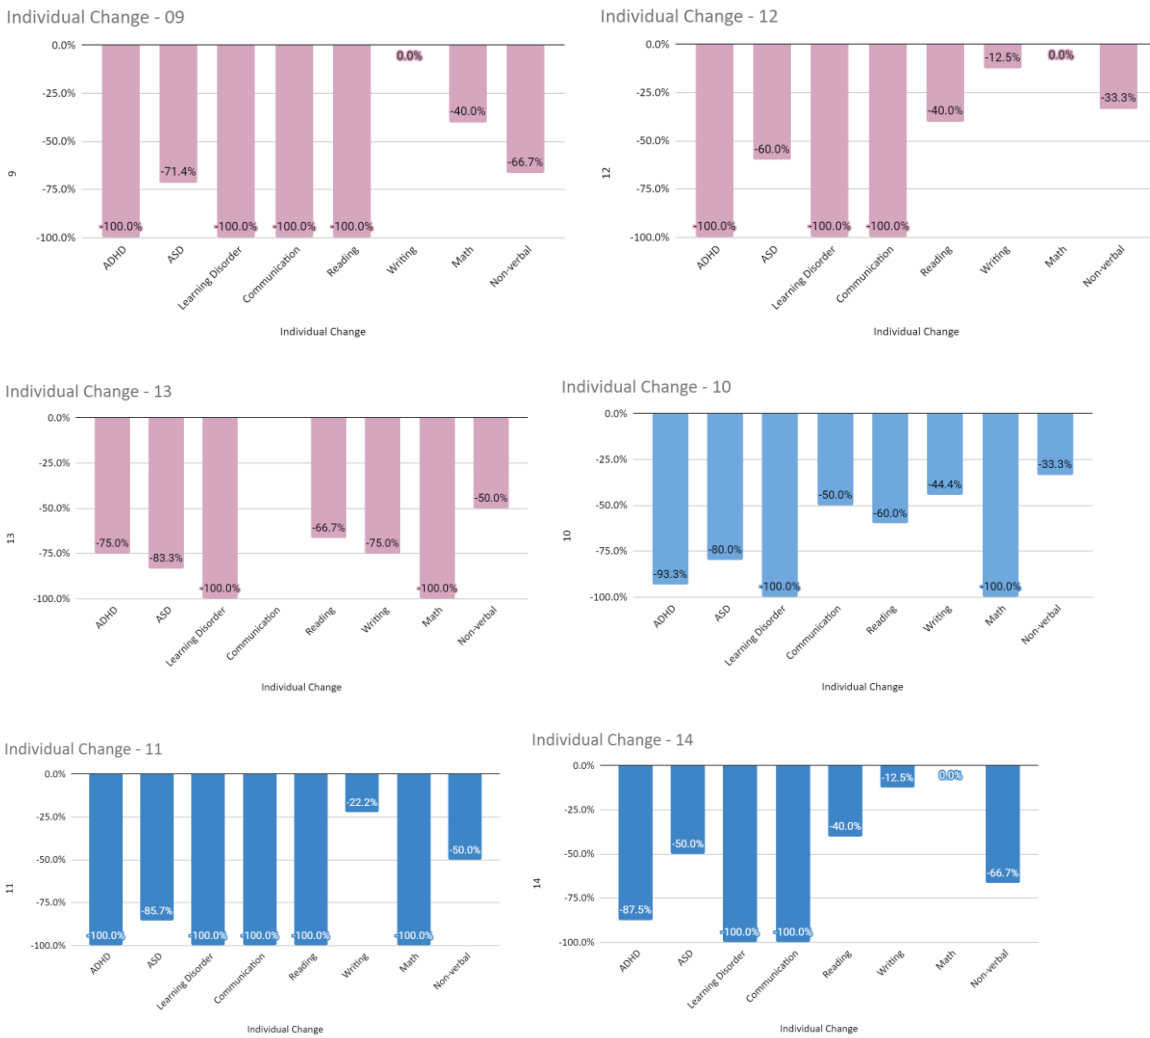 Individual Change - 09
0.0%
-25.0%
-50.0%
-75.0%
-100.0%
9
-100.0%
-71.4%
-100.0%
-100.0%
-100.0%
0.0%
-40.0%
-66.7%
ADHD
ASD
Learning Disorder
Communication
Reading
Writing
Math
Non-verbal
Individual Change
Individual Change - 12
0.0%
-25.0%
-50.0%
-75.0%
-100.0%
12
-100.0%
-60.0%
-100.0%
-100.0%
-40.0%
-12.5%
0.0%
-33.3%
ADHD
ASD
Learning Disorder
Communication
Reading
Writing
Math
Non-verbal
Individual Change
Individual Change - 13
0.0%
-25.0%
-50.0%
-75.0%
-100.0%
13
-75.0%
-83.3%
-100.0%
-66.7%
-75.0%
-100.0%
-50.0%
ADHD
ASD
Learning Disorder
Communication
Reading
Writing
Math
Non-verbal
Individual Change
Individual Change - 10
0.0%
-25.0%
-50.0%
-75.0%
-100.0%
10
-93.3%
-80.0%
-100.0%
-50.0%
-60.0%
-44.4%
-100.0%
-33.3%
ADHD
ASD
Learning Disorder
Communication
Reading
Writing
Math
Non-verbal
Individual Change
Individual Change - 11
0.0%
-25.0%
-50.0%
-75.0%
-100.0%
11
-100.0%
-85.7%
-100.0%
-100.0%
-100.0%
-22.2%
-100.0%
-50.0%
ADHD
ASD
Learning Disorder
Communication
Reading
Writing
Math
Non-verbal
Individual Change
Individual Change - 14
0.0%
-25.0%
-50.0%
-75.0%
-100.0%
14
-87.5%
-50.0%
-100.0%
-100.0%
-40.0%
-12.5%
0.0%
-66.7%
ADHD
ASD
Learning Disorder
Communication
Reading
Writing
Math
Non-verbal
Individual Change